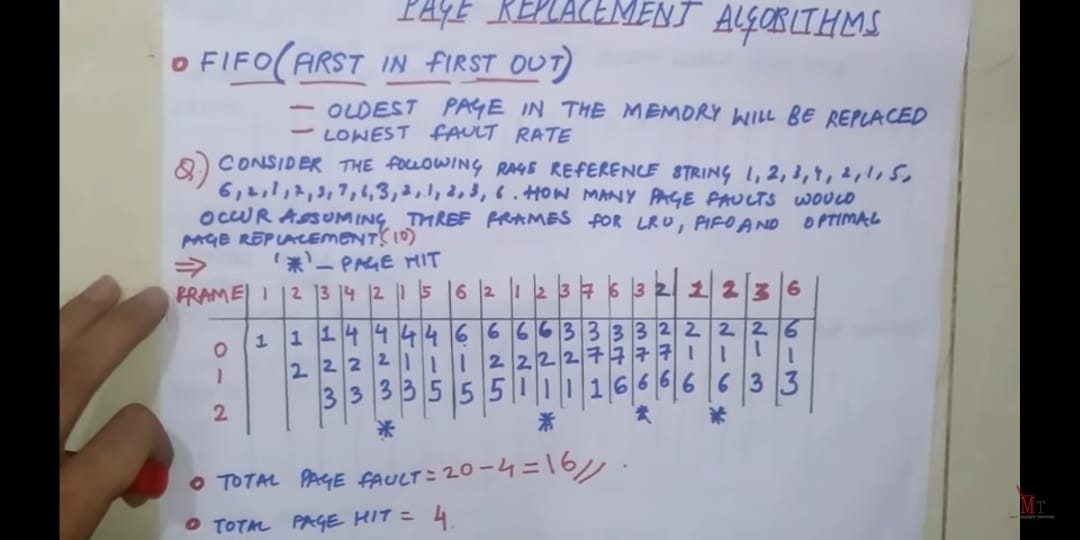 PAGE REPLACEMENT ALGORITHMS
FIFO (FIRST IN FIRST OUT)
— OLDEST PAGE IN THE MEMORY WILL BE REPLACED
— LOWEST FAULT RATE
Q.) CONSIDER THE FOLLOWING PAGE REFERENCE STRING 1, 2, 3, 4, 2, 1, 5,
6, 2, 1, 2, 3, 7, 6, 3, 2, 1, 2, 3, 6. HOW MANY PAGE FAULTS WOULD
OCCUR ASSUMING THREE FRAMES FOR LRU, FIFO AND OPTIMAL
PAGE REPLACEMENT? (10)
⇒ '*' – PAGE HIT
FRAME 1 2 3 4 2 1 5 6 2 1 2 3 7 6 3 2 1 2 3 6
0 1 1 1 4 4 4 4 6 6 6 6 3 3 3 3 2 2 2 2 6
1 2 2 2 2 1 1 1 2 2 2 2 7 7 7 7 1 1 1 1
2 3 3 3 3 5 5 5 1 1 1 1 6 6 6 6 6 3 3
* * * *
TOTAL PAGE FAULT = 20 – 4 = 16 //
TOTAL PAGE HIT = 4
MT